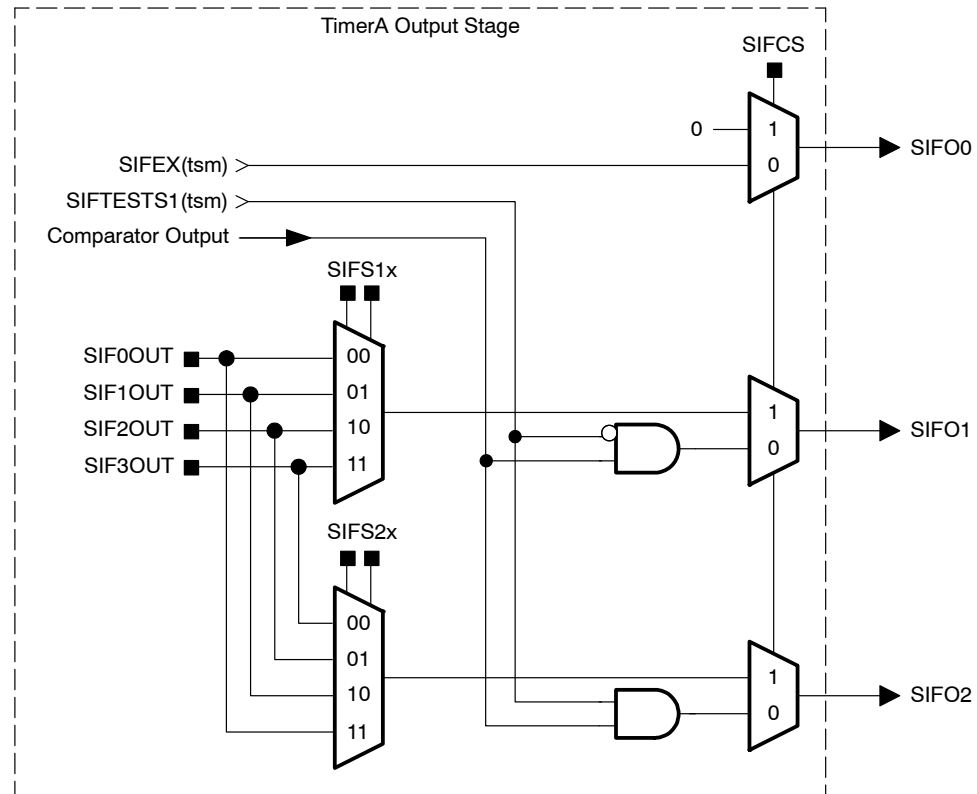 TimerA Output Stage
SIFCS
1
0
0
SIFO0
SIFEX(tsm)
SIFTESTS1(tsm)
Comparator Output
SIFS1x
SIF0OUT
SIF1OUT
SIF2OUT
SIF3OUT
00
01
10
11
1
0
SIFO1
SIFS2x
00
01
10
11
1
0
SIFO2